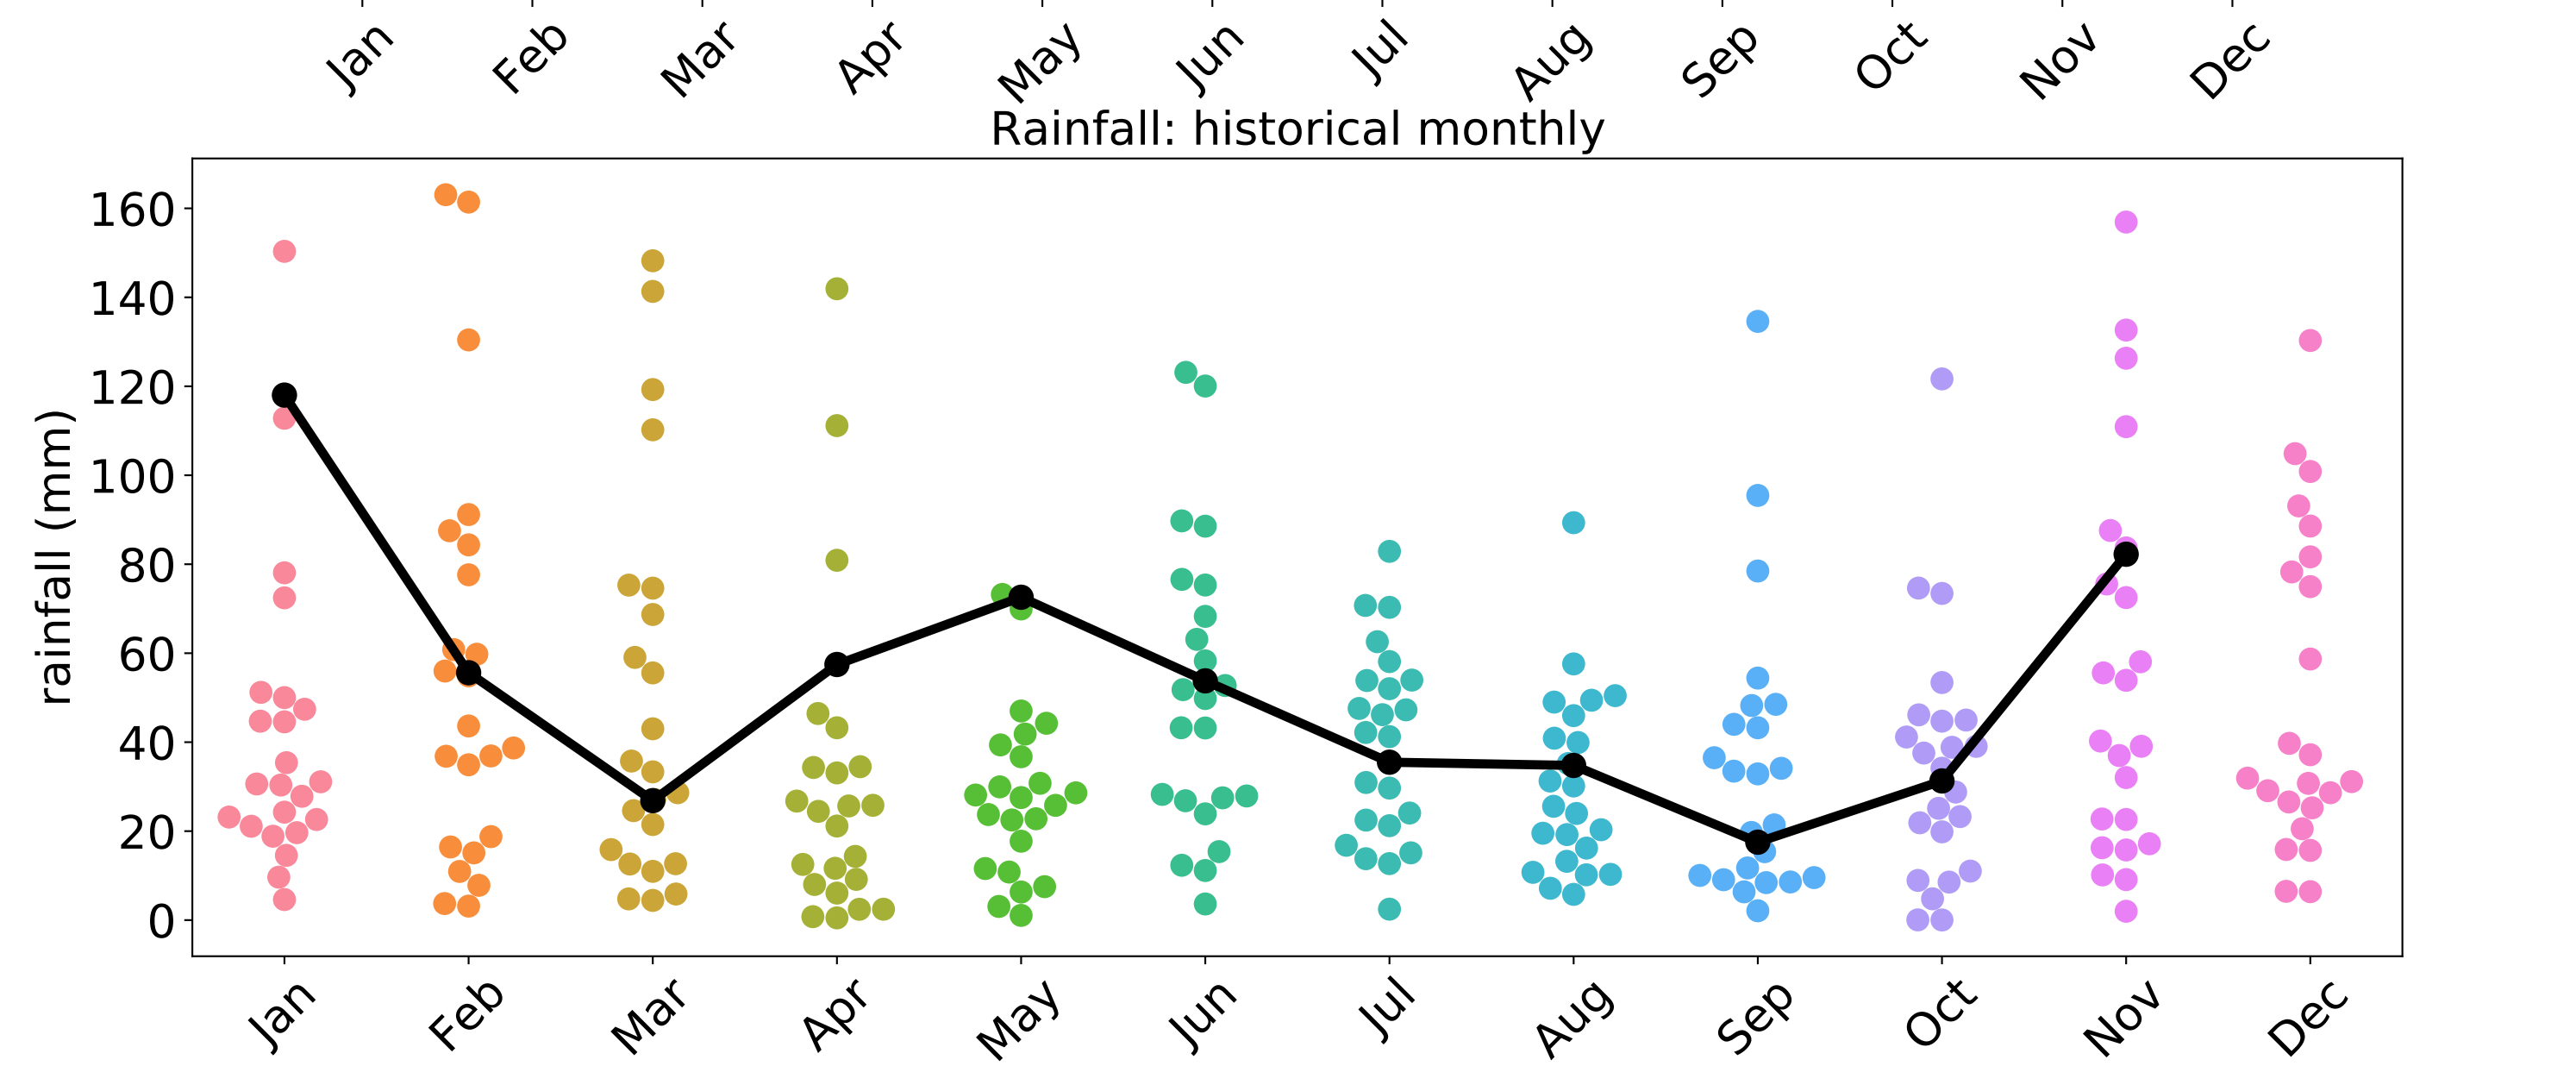 Jan Feb Mar Apr May Jun Jul Aug Sep Oct Nov Dec
Rainfall: historical monthly
160
140
120
100
80
60
40
20
0
rainfall (mm)
Jan Feb Mar Apr May Jun Jul Aug Sep Oct Nov Dec